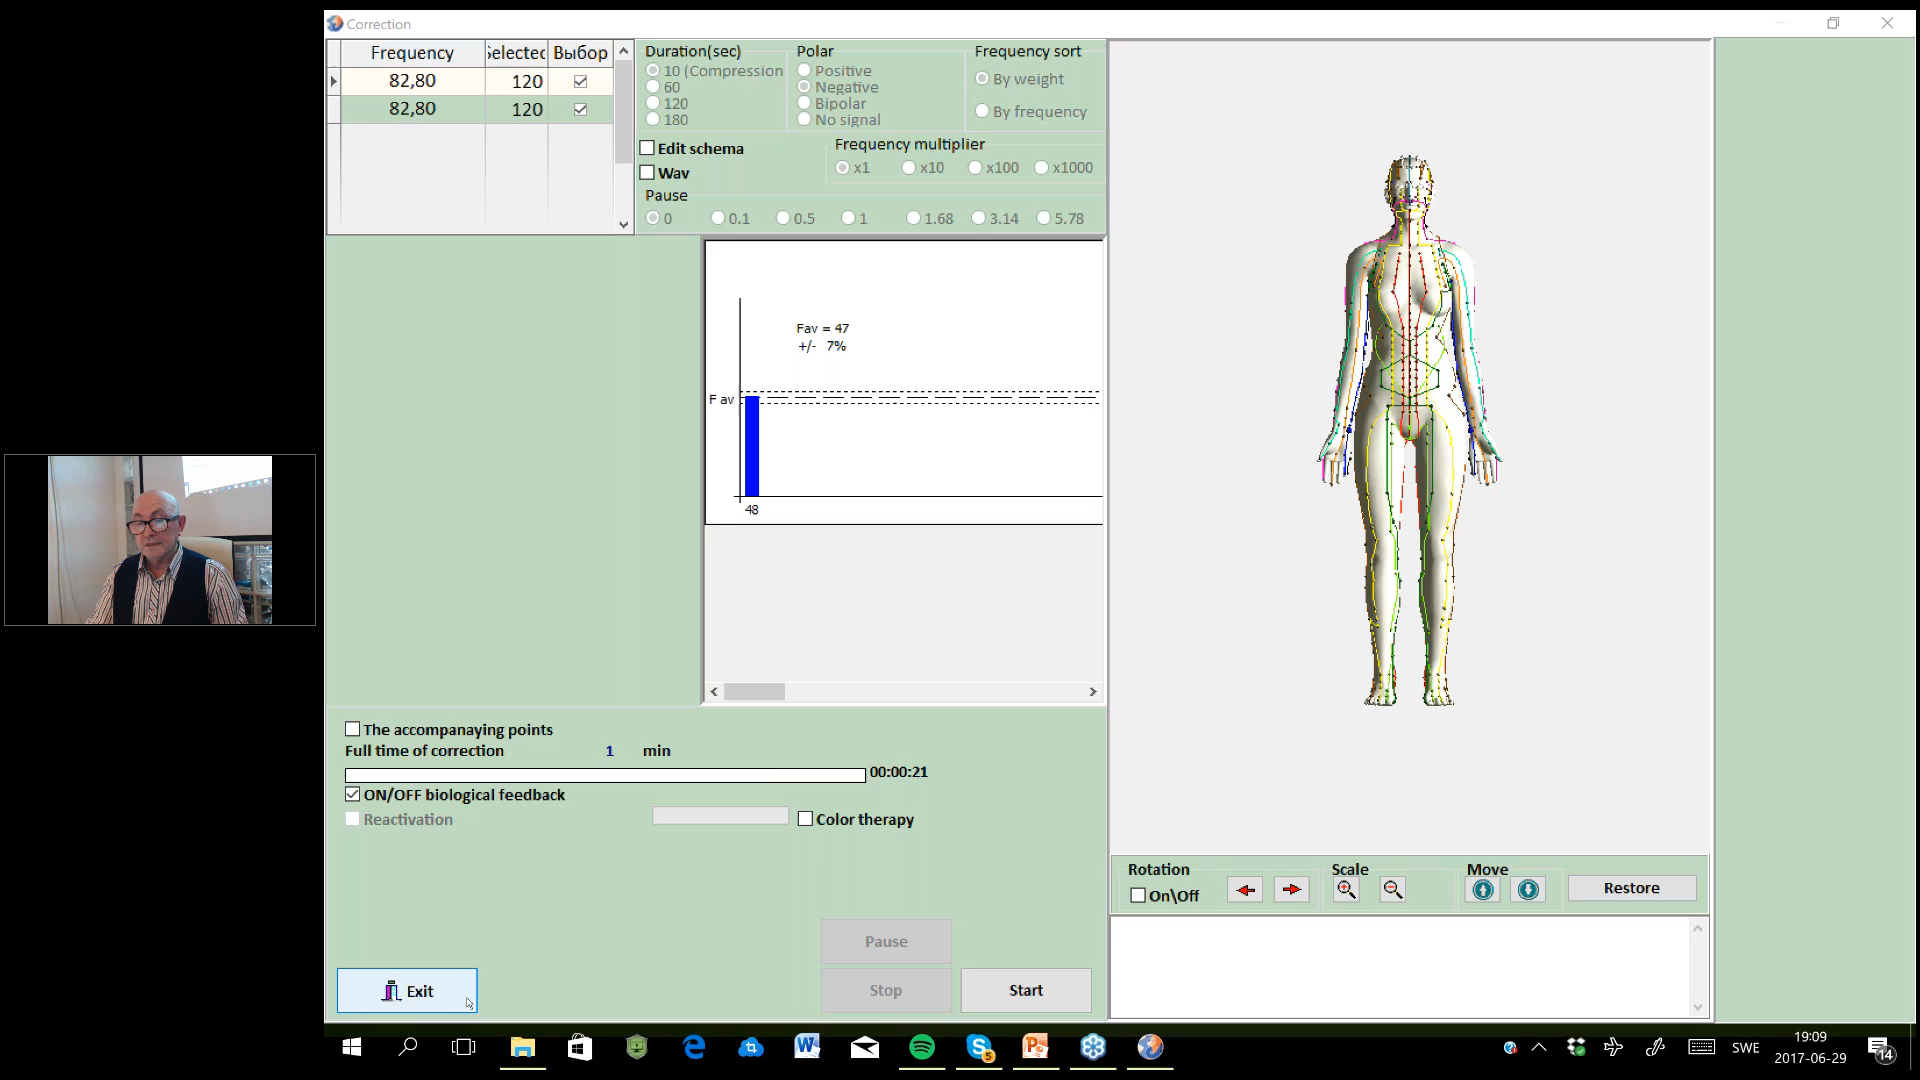 Correction
Frequency selected Выбор
82,80 120
82,80 120
Duration(sec)
10 (Compression
60
120
180
Polar
Positive
Negative
Bipolar
No signal
Frequency sort
By weight
By frequency
Edit schema
Wav
Frequency multiplier
x1 x10 x100 x1000
Pause
0 0.1 0.5 1 1.68 3.14 5.78
Fav = 47
+/- 7%
F av
48
The accompanaying points
Full time of correction 1 min
00:00:21
ON/OFF biological feedback
Reactivation
Color therapy
Pause
Exit
Stop
Start
Rotation
On\Off
Scale
Move
Restore
5
SWE
19:09
2017-06-29
14